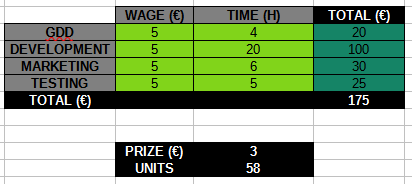 WAGE (€) TIME (H) TOTAL (€)
GDD 5 4 20
DEVELOPMENT 5 20 100
MARKETING 5 6 30
TESTING 5 5 25
TOTAL (€) 175
PRIZE (€) 3
UNITS 58